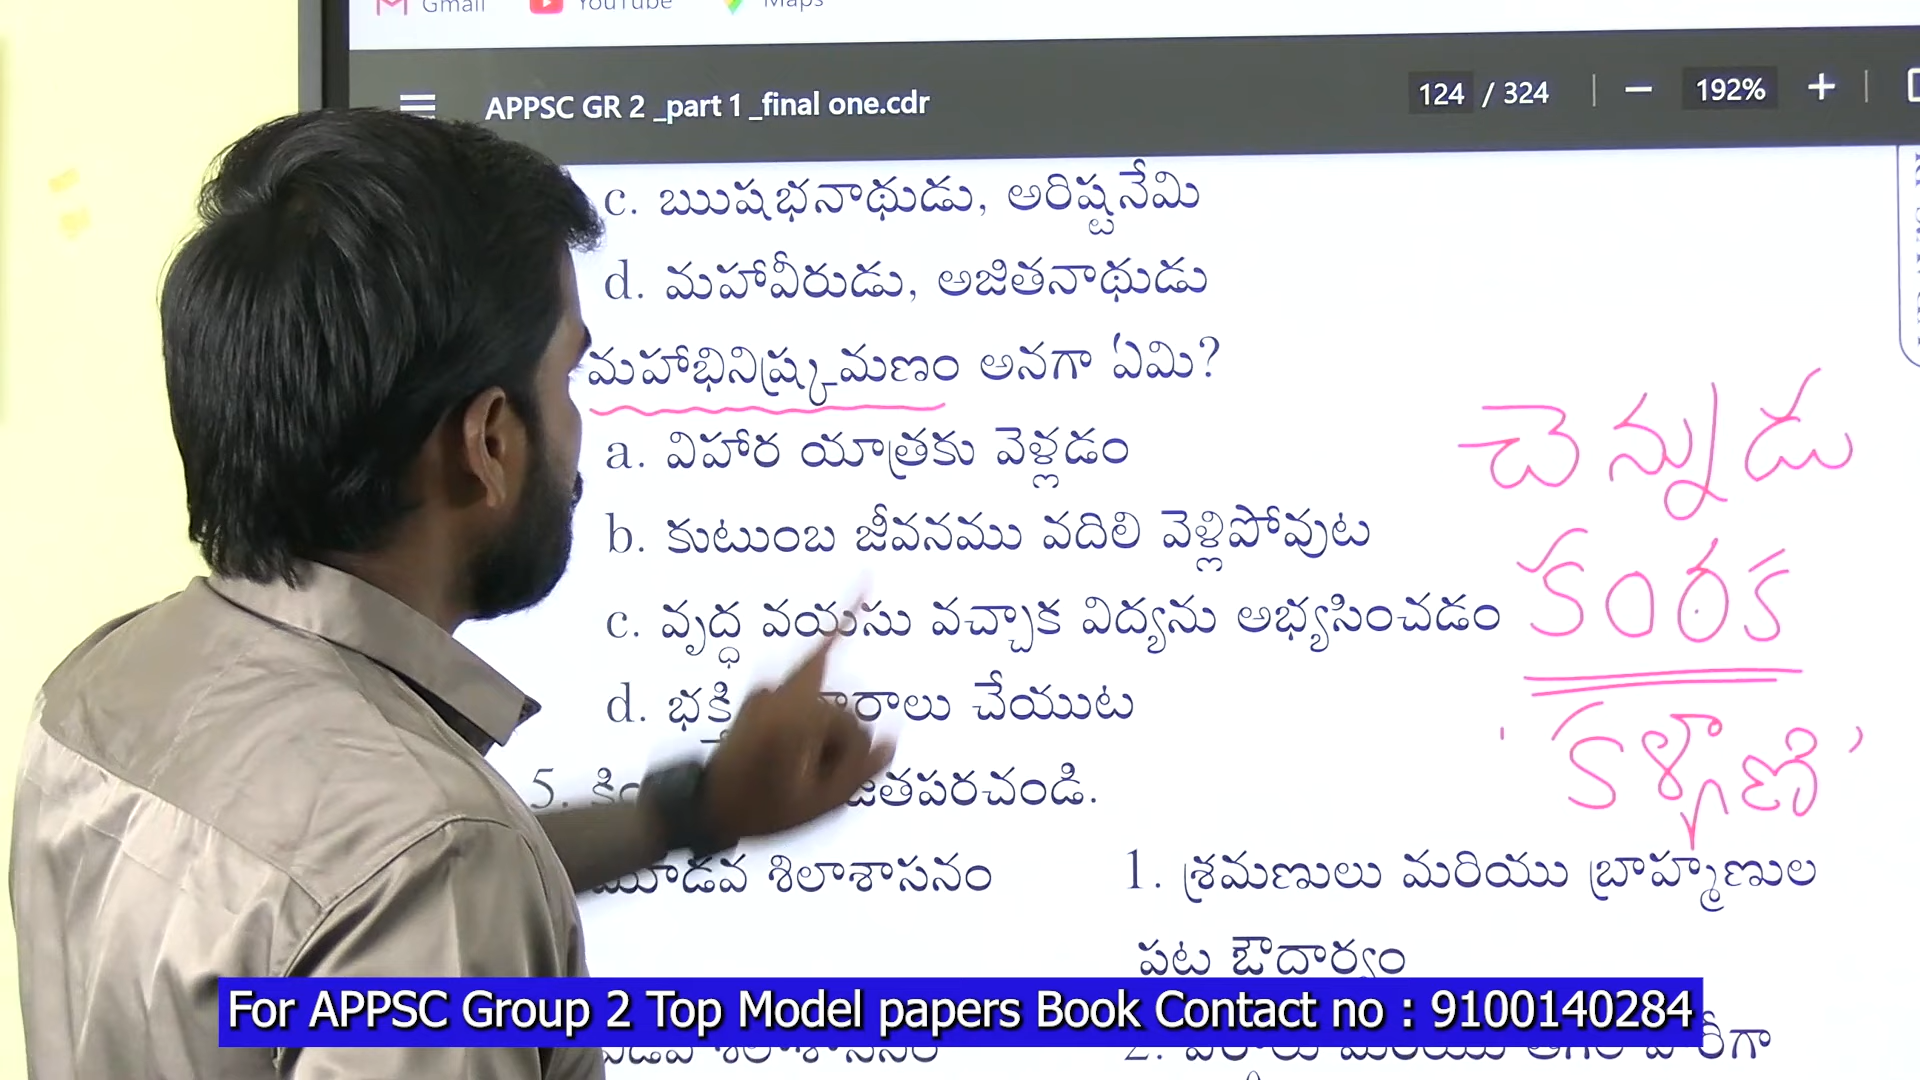 Gmail YouTube Maps
APPSC GR 2 _part 1 _final one.cdr 124 / 324 192%
c. ఋషభనాథుడు, అరిష్టనేమి
d. మహావీరుడు, అజితనాథుడు
మహాభినిష్క్రమణం అనగా ఏమి?
a. విహార యాత్రకు వెళ్లడం
b. కుటుంబ జీవనము వదిలి వెళ్లిపోవుట
c. వృద్ధ వయసు వచ్చాక విద్యను అభ్యసించడం
d. భక్తి చేయుట
చెన్నుడు
కంఠక
5. జతపరచండి.
మూడవ శిలాశాసనం
1. శ్రమణులు మరియు బ్రాహ్మణుల
పట ఔదార్యం
For APPSC Group 2 Top Model papers Book Contact no : 9100140284